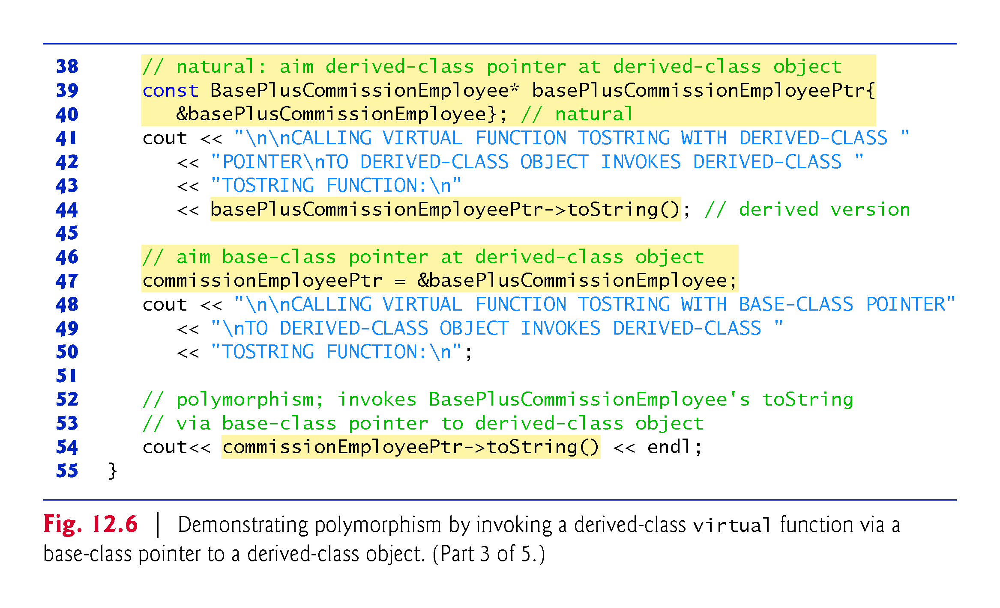 38 // natural: aim derived-class pointer at derived-class object
39 const BasePlusCommissionEmployee* basePlusCommissionEmployeePtr{
40 &basePlusCommissionEmployee}; // natural
41 cout << "\n\nCALLING VIRTUAL FUNCTION TOSTRING WITH DERIVED-CLASS "
42 << "POINTER\nTO DERIVED-CLASS OBJECT INVOKES DERIVED-CLASS "
43 << "TOSTRING FUNCTION:\n"
44 << basePlusCommissionEmployeePtr->toString(); // derived version
45
46 // aim base-class pointer at derived-class object
47 commissionEmployeePtr = &basePlusCommissionEmployee;
48 cout << "\n\nCALLING VIRTUAL FUNCTION TOSTRING WITH BASE-CLASS POINTER"
49 << "\nTO DERIVED-CLASS OBJECT INVOKES DERIVED-CLASS "
50 << "TOSTRING FUNCTION:\n";
51
52 // polymorphism; invokes BasePlusCommissionEmployee's toString
53 // via base-class pointer to derived-class object
54 cout<< commissionEmployeePtr->toString() << endl;
55 }
Fig. 12.6 | Demonstrating polymorphism by invoking a derived-class virtual function via a
base-class pointer to a derived-class object. (Part 3 of 5.)